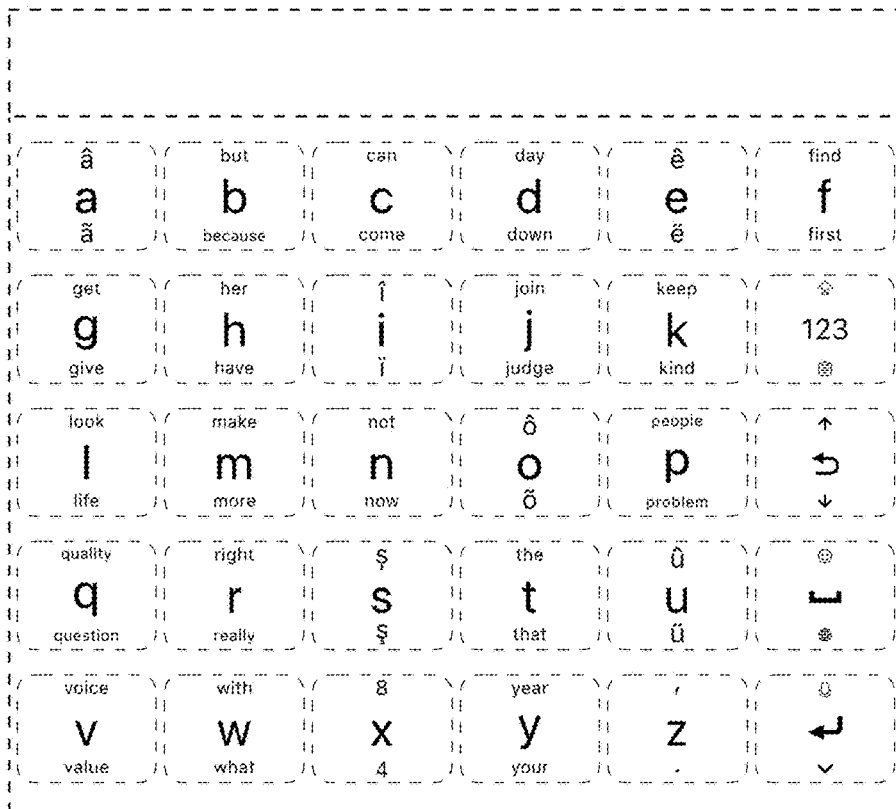 â but can day ê find
a b c d e f
ã because come down ë first
get her î join keep
g h i j k 123
give have ï judge kind
look make not ô people ↑
l m n o p
life more now õ problem ↓
quality right ş the û
q r s t u
question really ş that ű
voice with 8 year ,
v w x y z
value what 4 your .